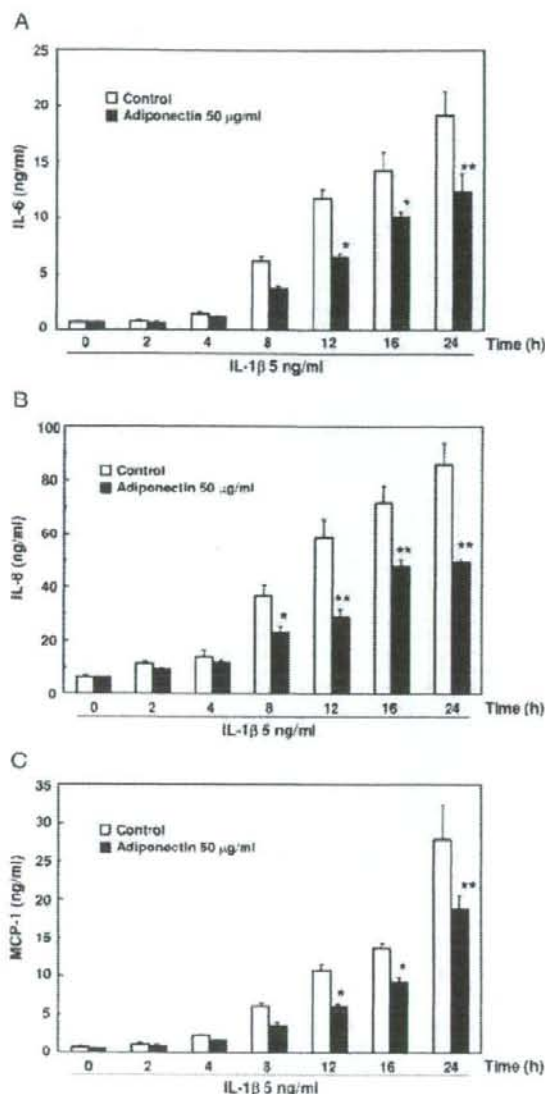 A
25
20
15
10
5
0
IL-6 (ng/ml)
Control
Adiponectin 50 µg/ml
* * **
0 2 4 8 12 16 24 Time (h)
IL-1β 5 ng/ml
B
100
80
60
40
20
0
IL-8 (ng/ml)
Control
Adiponectin 50 µg/ml
* ** ** **
0 2 4 8 12 16 24 Time (h)
IL-1β 5 ng/ml
C
35
30
25
20
15
10
5
0
MCP-1 (ng/ml)
Control
Adiponectin 50 µg/ml
* * **
0 2 4 8 12 16 24 Time (h)
IL-1β 5 ng/ml